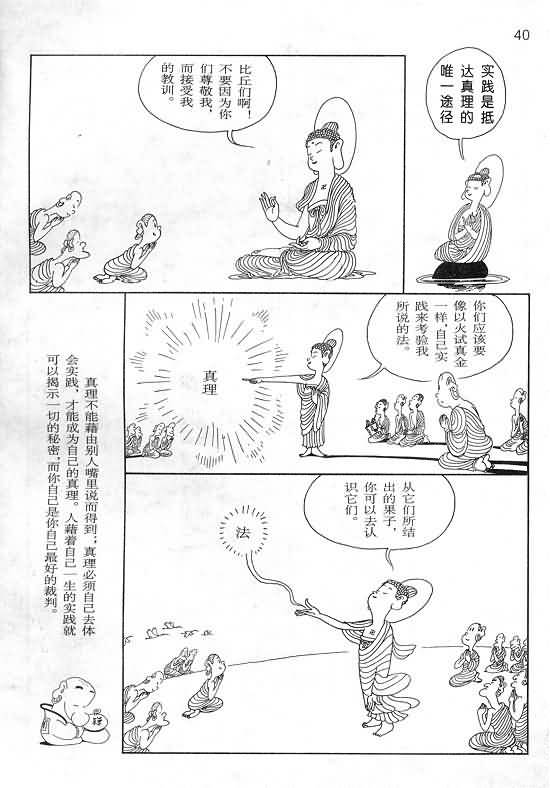 40
实践是抵
达真理的
唯一途径
比丘们啊！
不要因为你
们尊敬我，
而接受我
的教训。
你们应该要
像以火试真金
一样，自己实
践来考验我
所说的法。
真
理
真理不能藉由别人嘴里说而得到；真理必须自己去体
会实践，才能成为自己的真理。人藉着自己一生的实践就
可以揭示一切的秘密，而你自己是你自己最好的裁判。
从它们所结
出的果子，
你可以去认
识它们。
法
禅